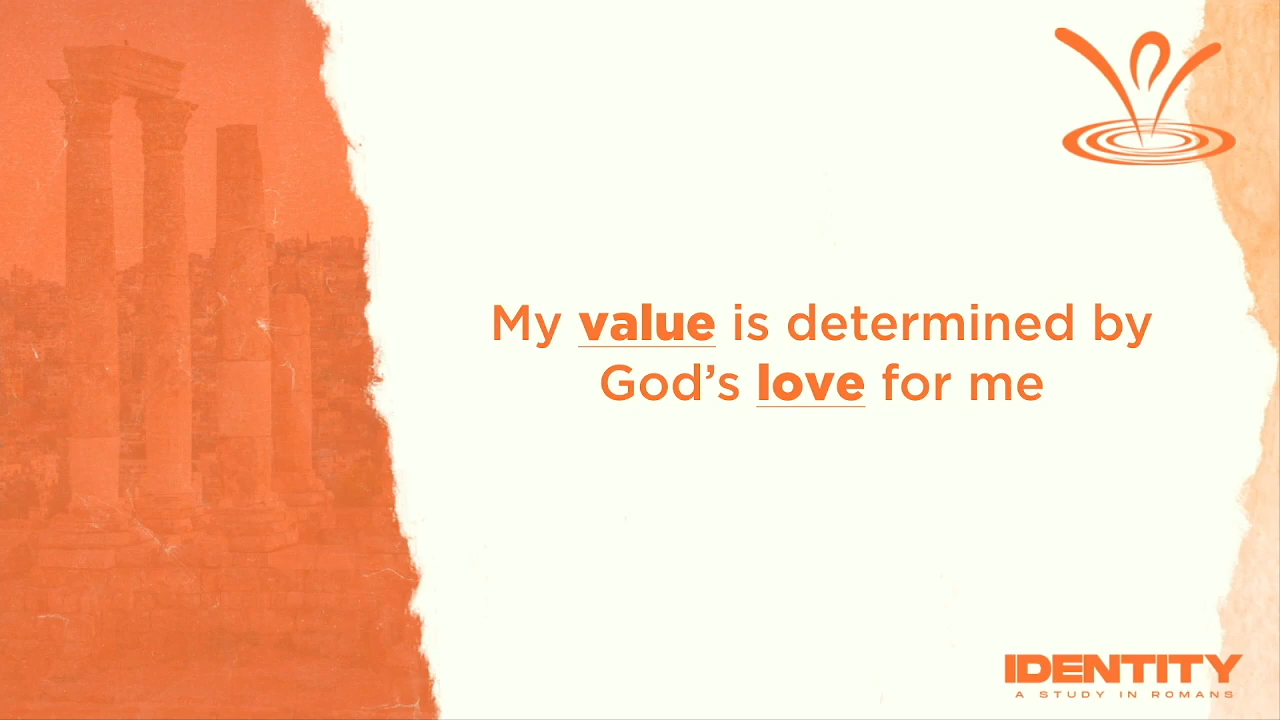 My value is determined by
God’s love for me
IDENTITY
A STUDY IN ROMANS